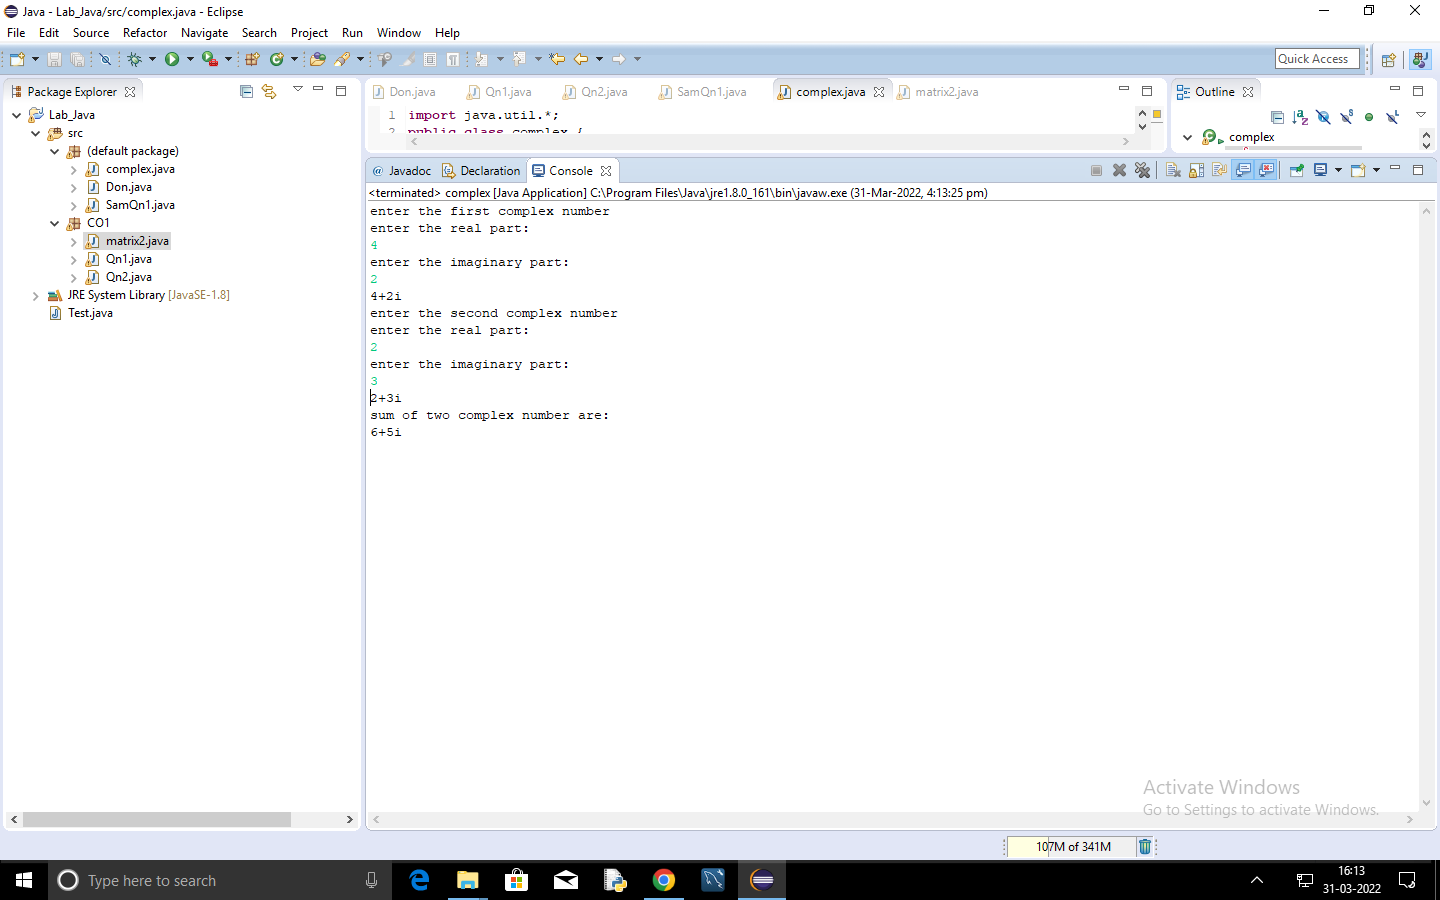 Java - Lab_Java/src/complex.java - Eclipse
File Edit Source Refactor Navigate Search Project Run Window Help
Quick Access
Package Explorer
Lab_Java
src
(default package)
complex.java
Don.java
SamQn1.java
CO1
matrix2.java
Qn1.java
Qn2.java
JRE System Library [JavaSE-1.8]
Test.java
Don.java Qn1.java Qn2.java SamQn1.java complex.java matrix2.java
1 import java.util.*;
2 public class complex {
Outline
complex
@ Javadoc Declaration Console
<terminated> complex [Java Application] C:\Program Files\Java\jre1.8.0_161\bin\javaw.exe (31-Mar-2022, 4:13:25 pm)
enter the first complex number
enter the real part:
4
enter the imaginary part:
2
4+2i
enter the second complex number
enter the real part:
2
enter the imaginary part:
3
2+3i
sum of two complex number are:
6+5i
Activate Windows
Go to Settings to activate Windows.
107M of 341M
Type here to search
16:13
31-03-2022